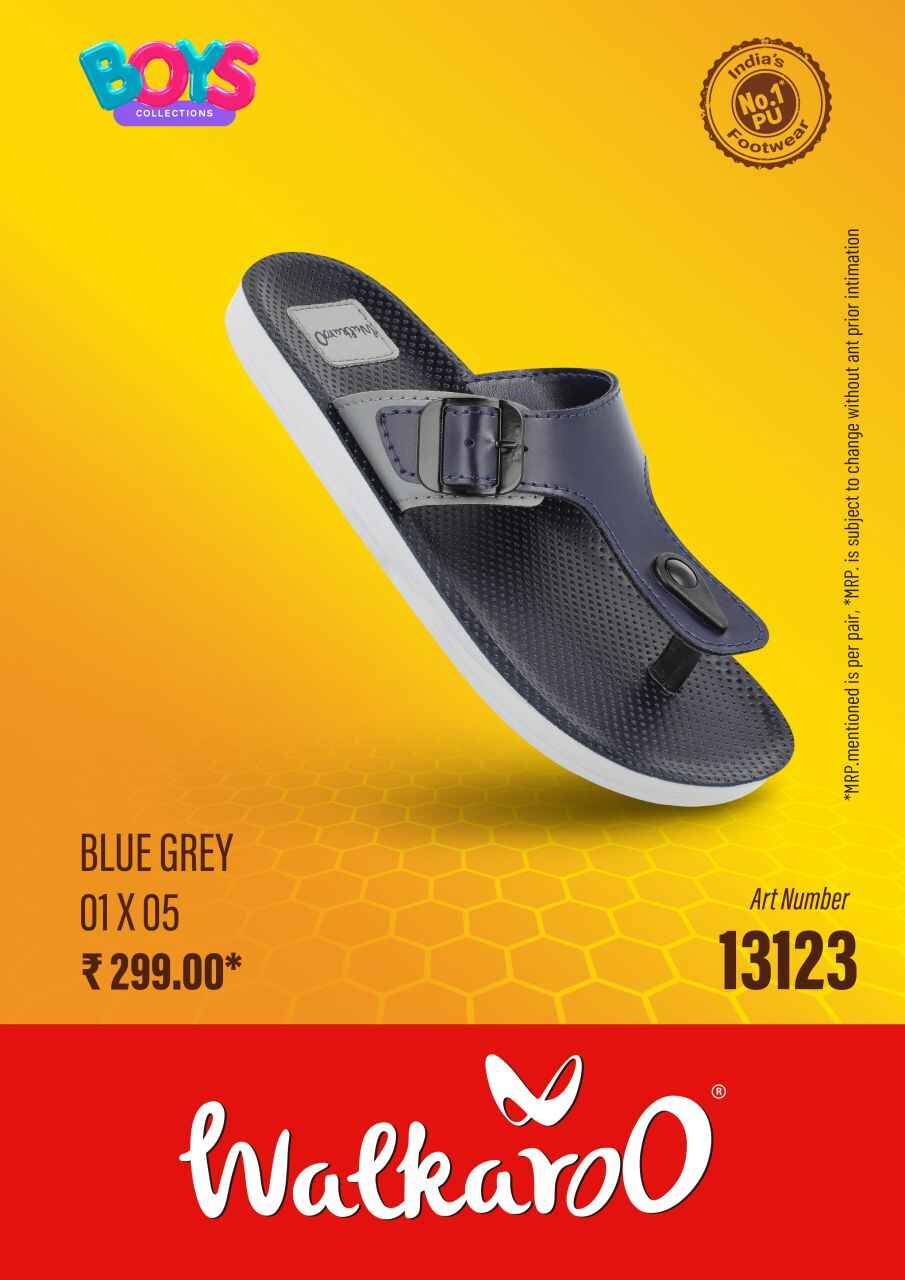 BOYS
COLLECTIONS
India's
No.1*
PU
Footwear
Walkaroo
*MRP.mentioned is per pair, *MRP. is subject to change without ant prior intimation
BLUE GREY
01 X 05
₹ 299.00*
Art Number
13123
Walkaroo®